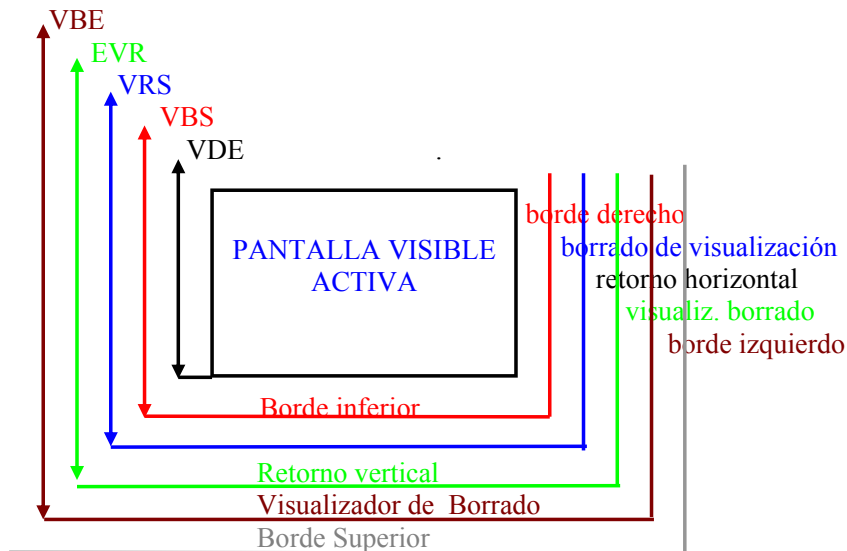 VBE
EVR
VRS
VBS
VDE
.
borde derecho
PANTALLA VISIBLE
ACTIVA
borrado de visualización
retorno horizontal
visualiz. borrado
borde izquierdo
Borde inferior
Retorno vertical
Visualizador de Borrado
Borde Superior